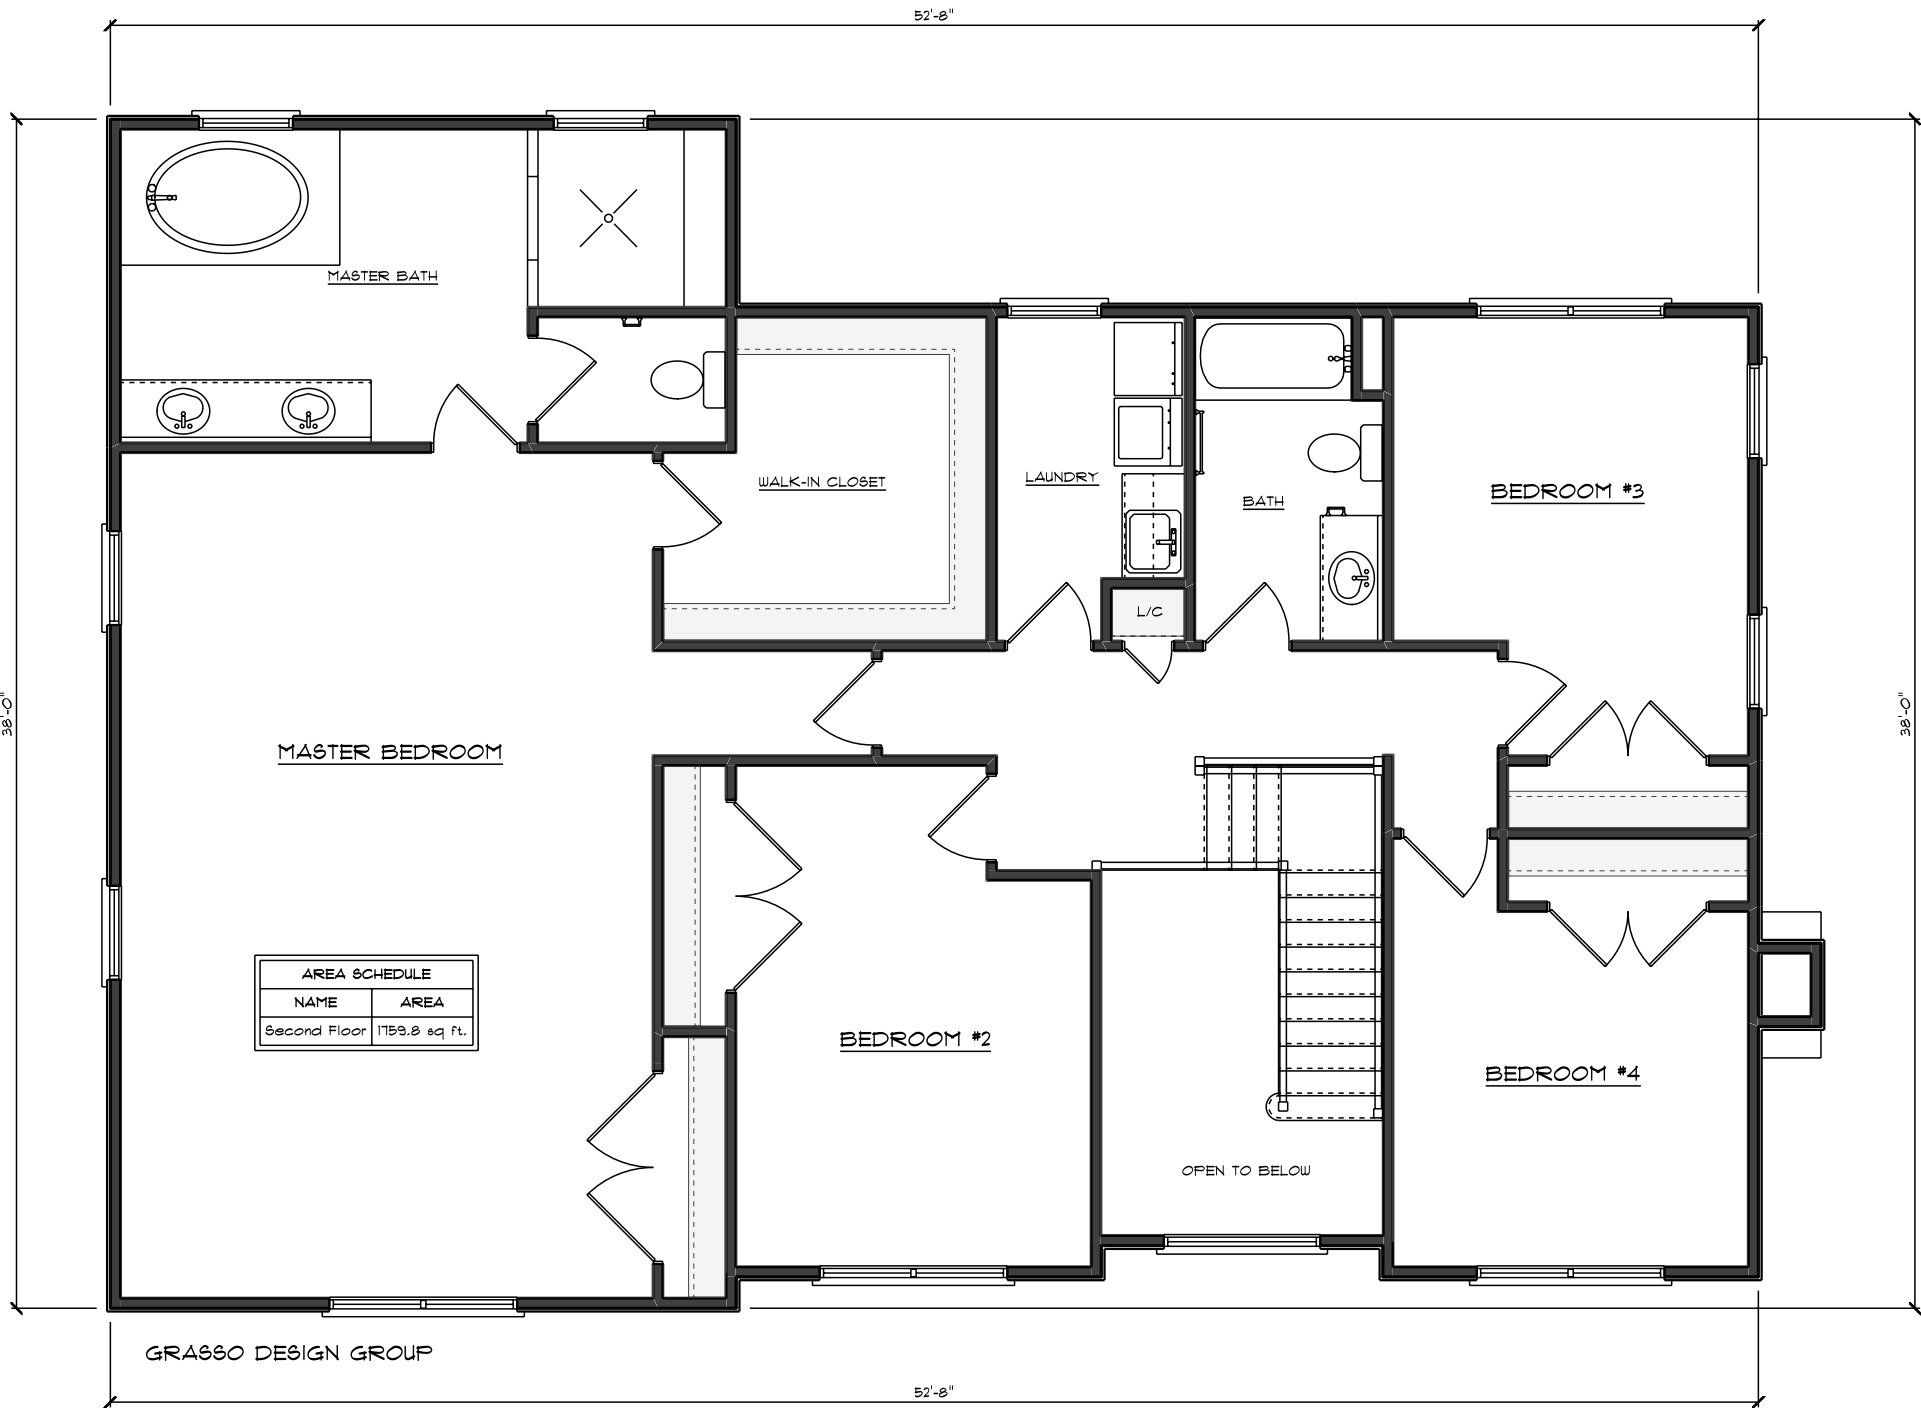 52'-8"
MASTER BATH
WALK-IN CLOSET
LAUNDRY
BATH
BEDROOM #3
L/C
38'-0"
38'-0"
MASTER BEDROOM
AREA SCHEDULE
NAME AREA
Second Floor 1759.8 sq ft.
BEDROOM #2
BEDROOM #4
OPEN TO BELOW
GRASSO DESIGN GROUP
52'-8"